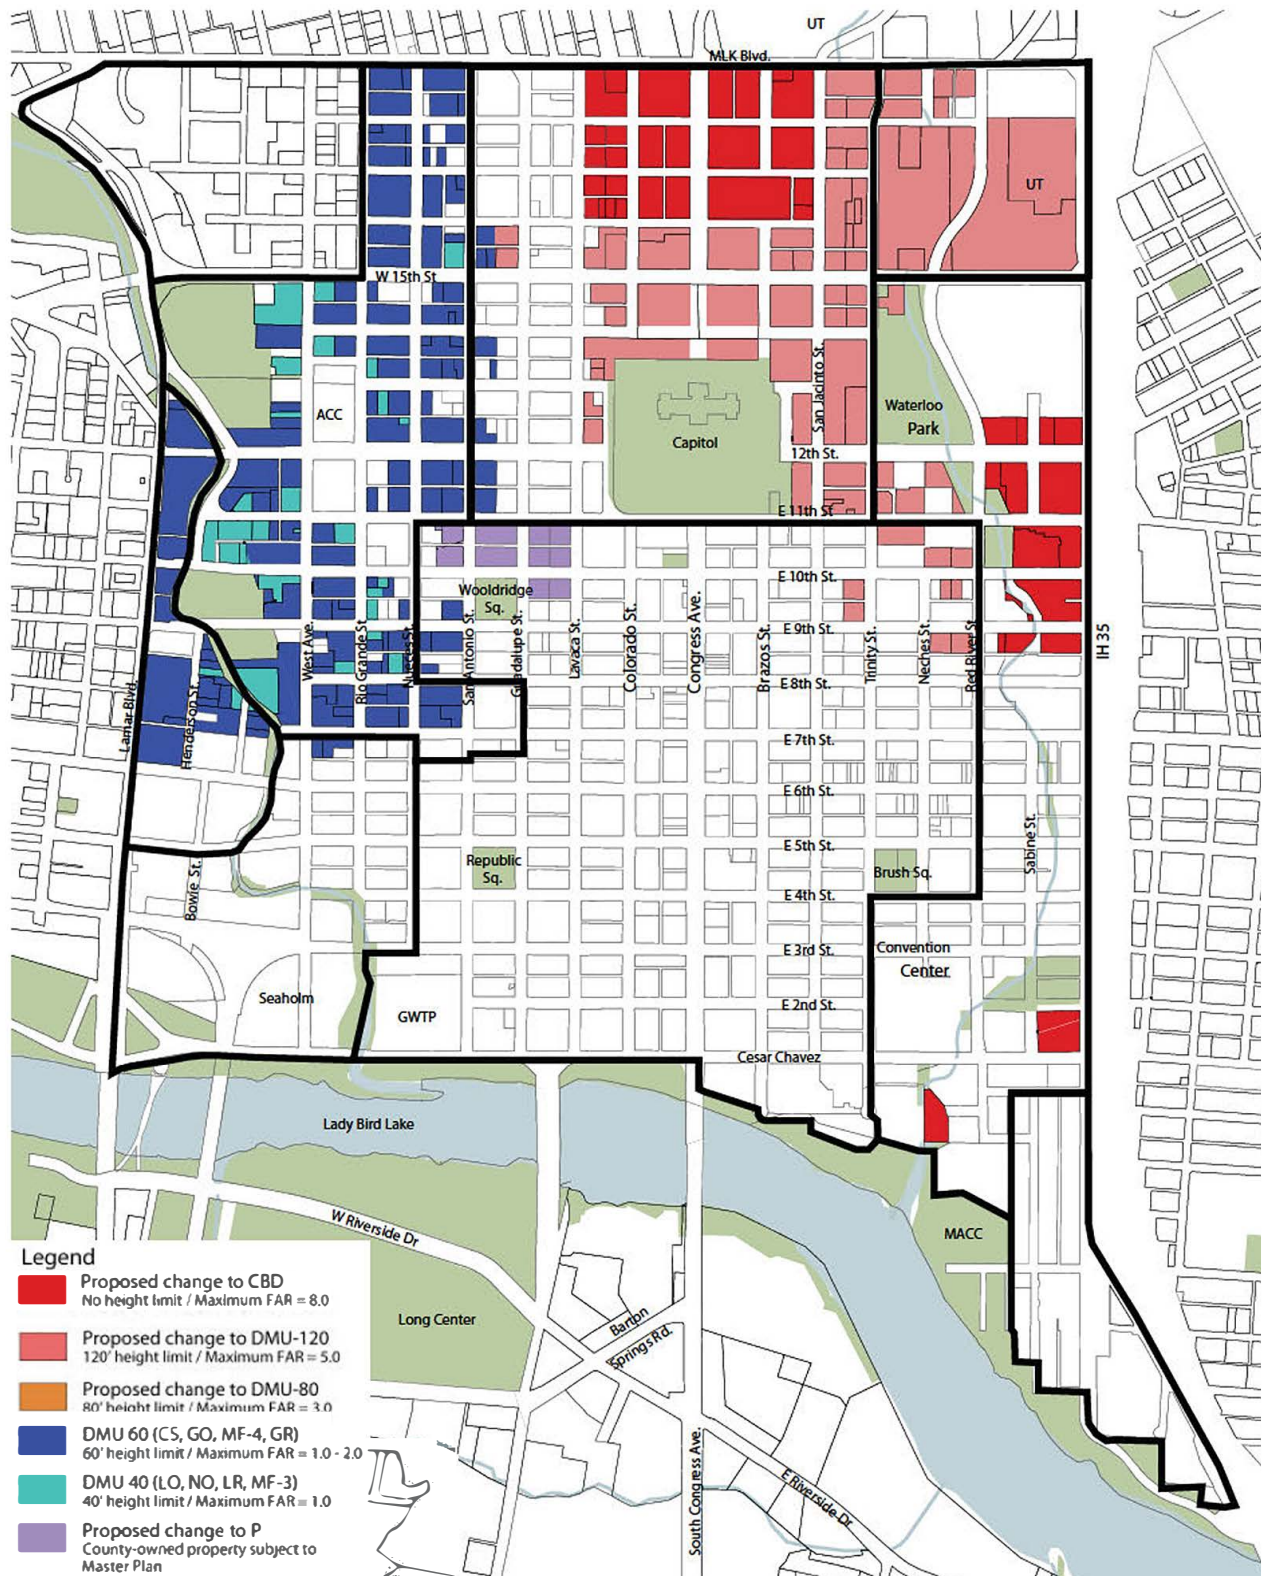 UT
MLK Blvd.
UT
W 15th St
ACC
San Jacinto St.
Waterloo
Park
Capitol
12th St.
E 11th St
E 10th St.
Wooldridge
Sq.
West Ave.
Rio Grande St.
Nueces St.
San Antonio St.
Guadalupe St.
Lavaca St.
Colorado St.
Congress Ave.
Brazos St.
E 9th St.
Trinity St.
Neches St.
Red River St.
IH 35
E 8th St.
Lamar Blvd.
Henderson St.
E 7th St.
E 6th St.
E 5th St.
Sabine St.
Republic
Sq.
Brush Sq.
Bowie St.
E 4th St.
E 3rd St.
Convention
Center
Seaholm
GWTP
E 2nd St.
Cesar Chavez
Lady Bird Lake
W Riverside Dr
MACC
Long Center
Barton
Springs Rd.
South Congress Ave.
E Riverside Dr
Legend
Proposed change to CBD
No height limit / Maximum FAR = 8.0
Proposed change to DMU-120
120' height limit / Maximum FAR = 5.0
Proposed change to DMU-80
80' height limit / Maximum FAR = 3.0
DMU 60 (CS, GO, MF-4, GR)
60' height limit / Maximum FAR = 1.0 - 2.0
DMU 40 (LO, NO, LR, MF-3)
40' height limit / Maximum FAR = 1.0
Proposed change to P
County-owned property subject to
Master Plan